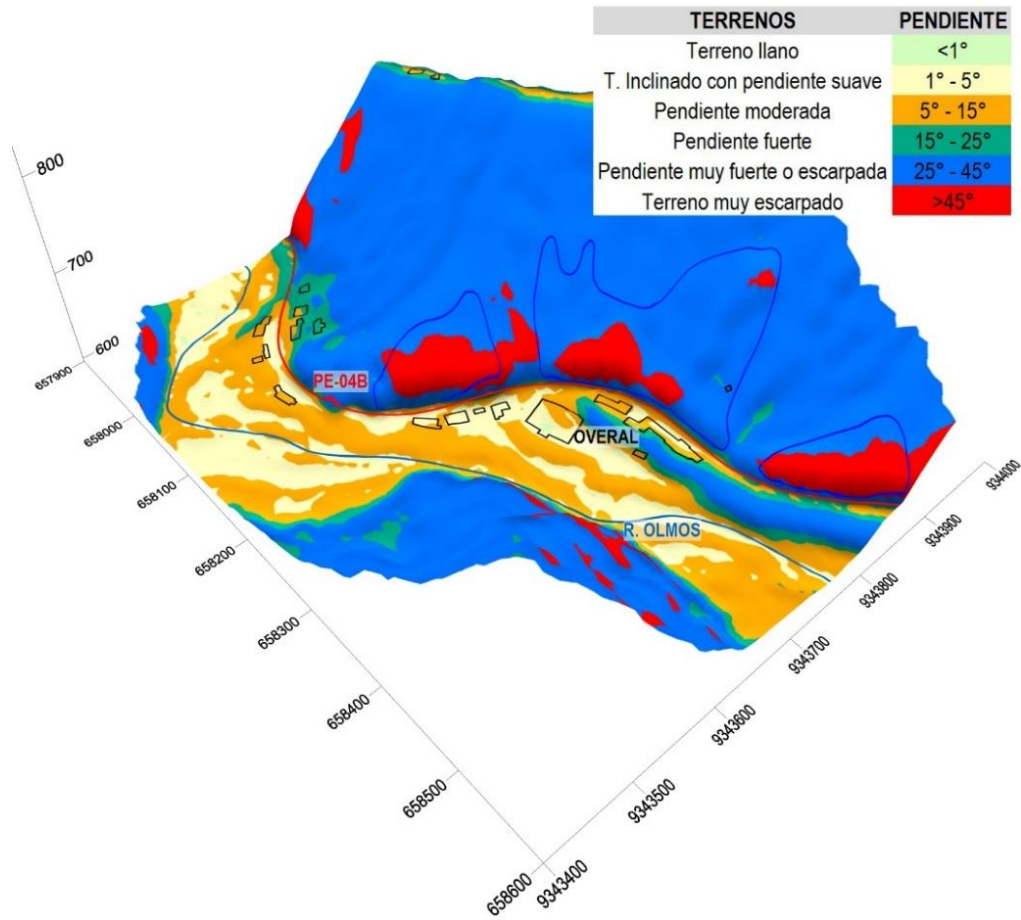 TERRENOS PENDIENTE
Terreno llano <1°
T. Inclinado con pendiente suave 1° - 5°
Pendiente moderada 5° - 15°
Pendiente fuerte 15° - 25°
Pendiente muy fuerte o escarpada 25° - 45°
Terreno muy escarpado >45°
800
700
600
657900
658000
658100
658200
658300
658400
658500
658600
PE-04B
OVERAL
R. OLMOS
9344000
9343900
9343800
9343700
9343600
9343500
9343400